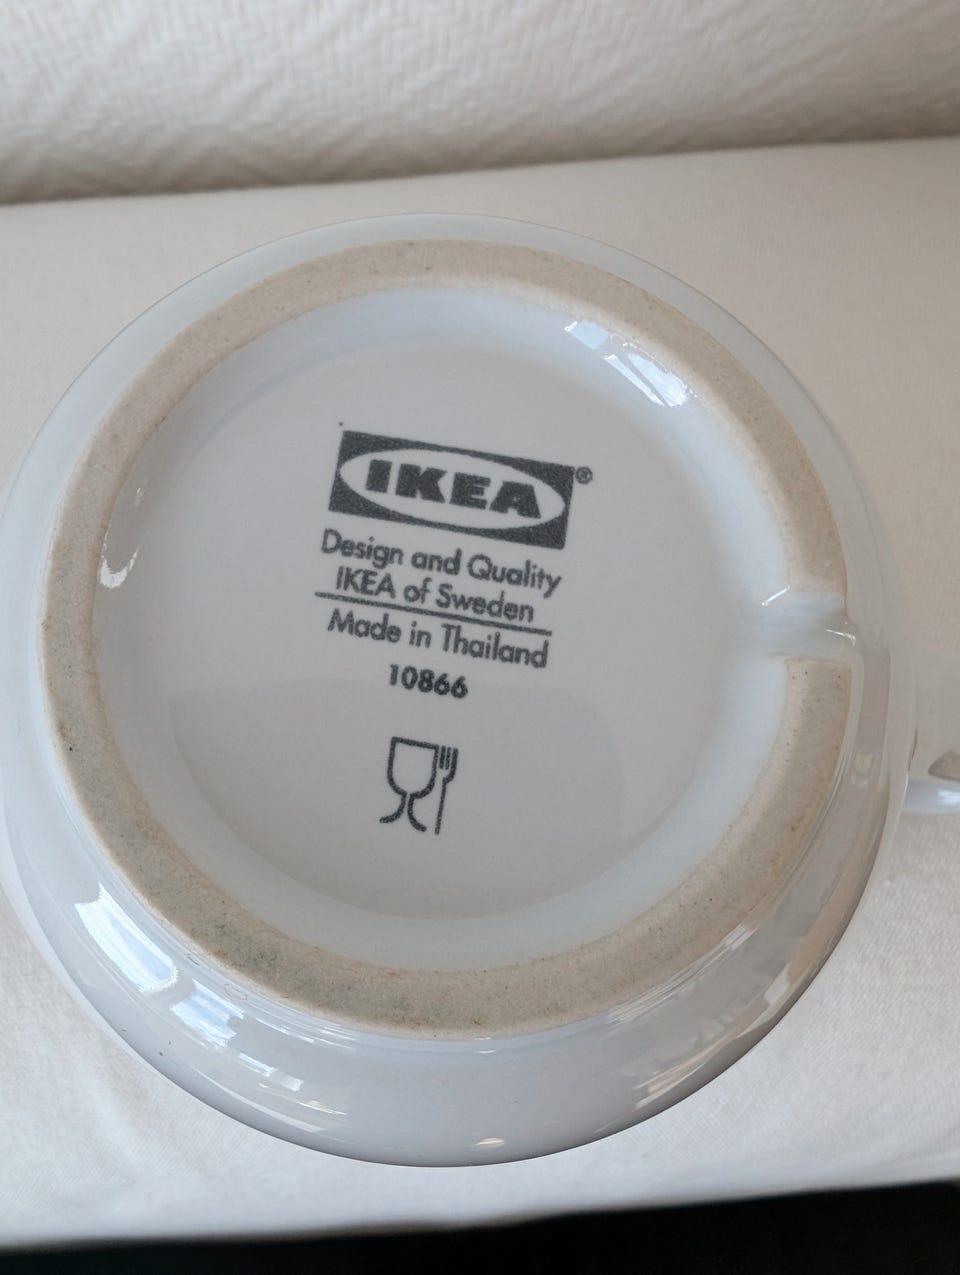 IKEA®
Design and Quality
IKEA of Sweden
Made in Thailand
10866